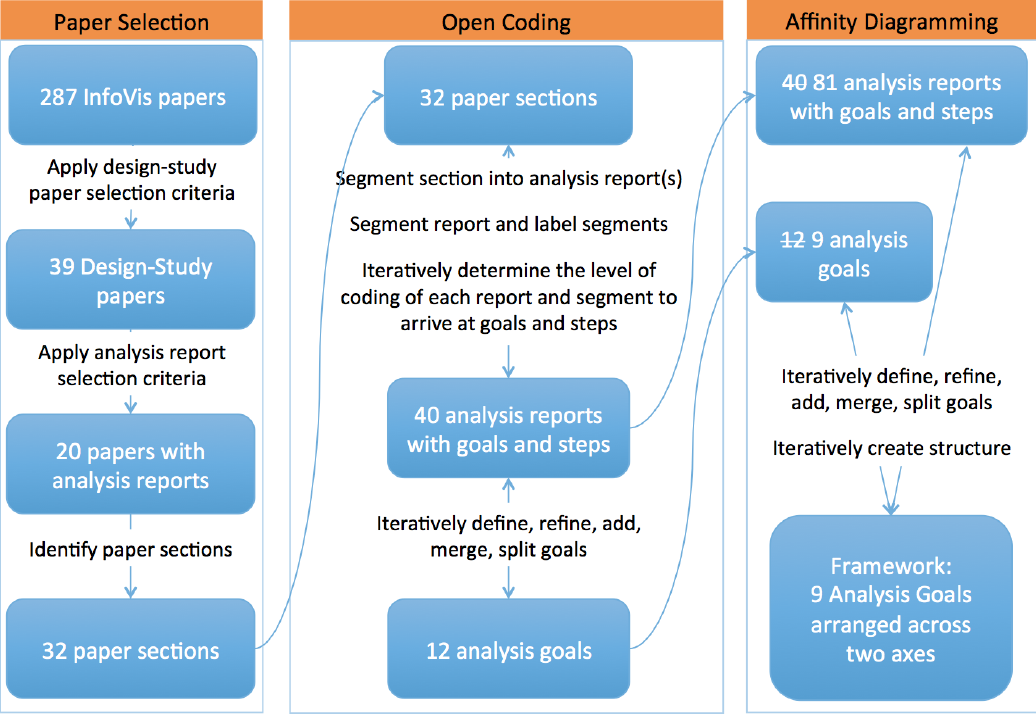 Paper Selection
287 InfoVis papers
Apply design-study
paper selection criteria
39 Design-Study
papers
Apply analysis report
selection criteria
20 papers with
analysis reports
Identify paper sections
32 paper sections
Open Coding
32 paper sections
Segment section into analysis report(s)
Segment report and label segments
Iteratively determine the level of
coding of each report and segment to
arrive at goals and steps
40 analysis reports
with goals and steps
Iteratively define, refine, add,
merge, split goals
12 analysis goals
Affinity Diagramming
40 81 analysis reports
with goals and steps
12 9 analysis
goals
Iteratively define, refine,
add, merge, split goals
Iteratively create structure
Framework:
9 Analysis Goals
arranged across
two axes